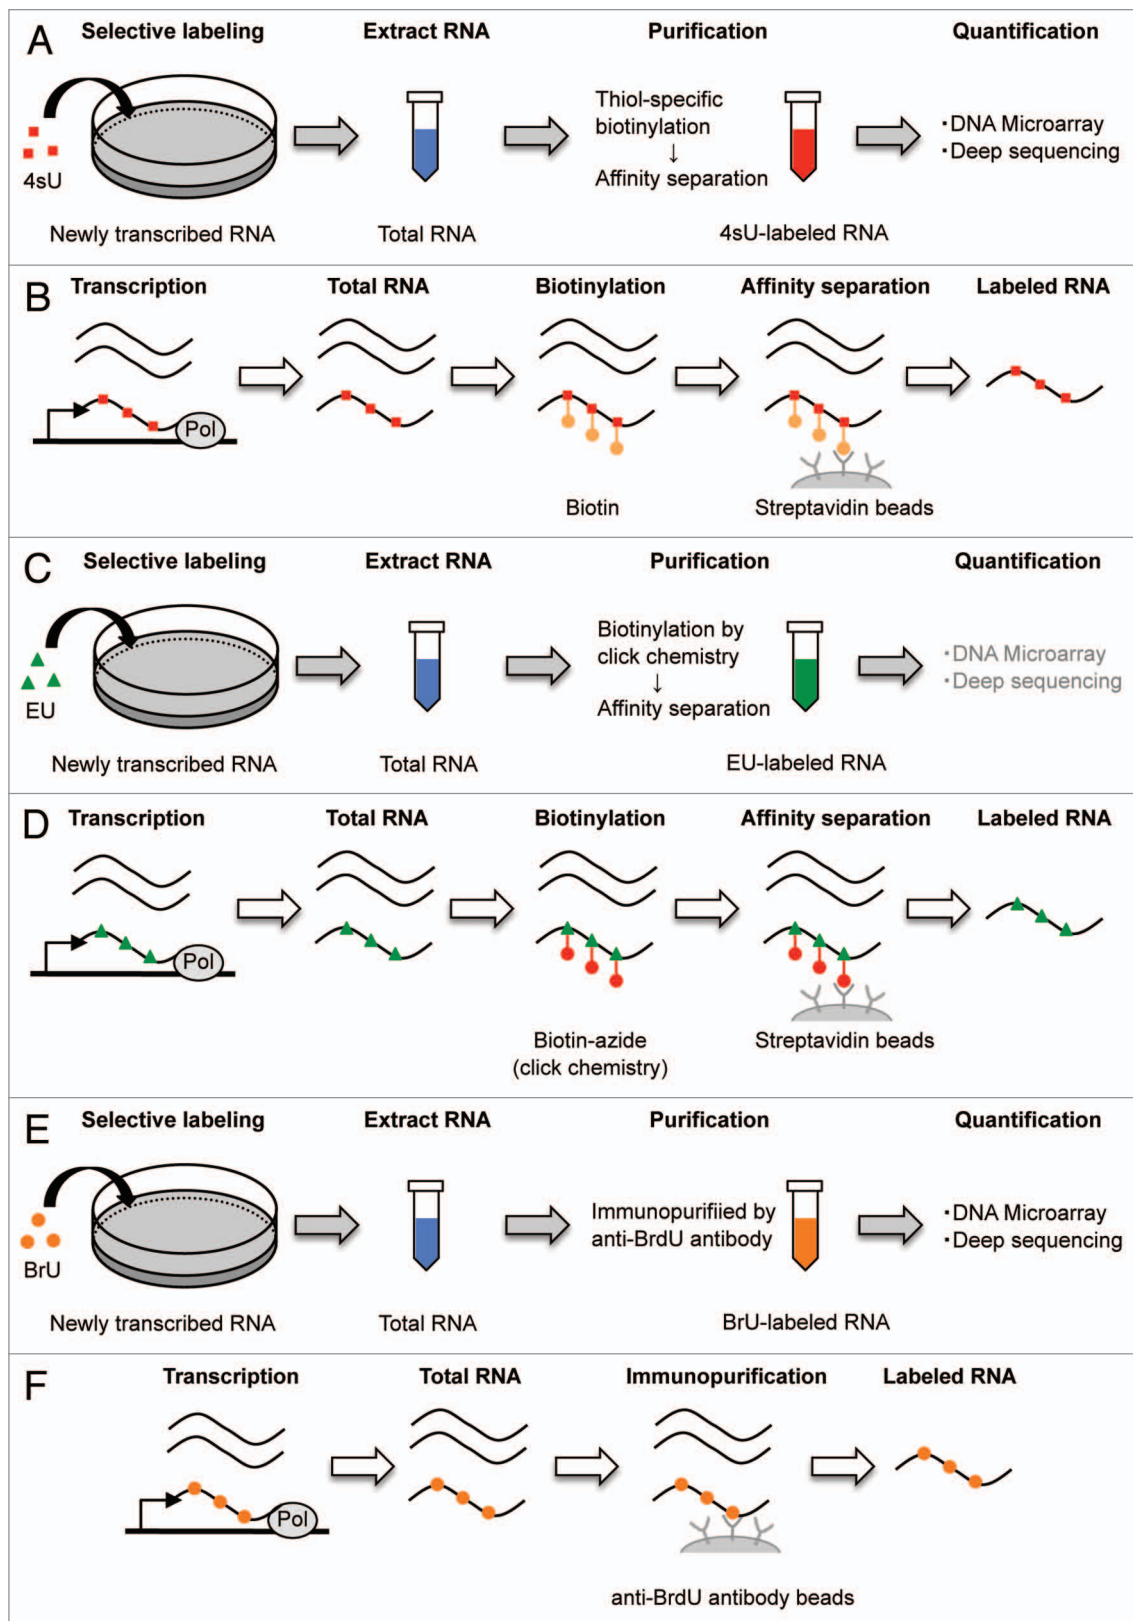 A
Selective labeling
Extract RNA
Purification
Quantification
4sU
Thiol-specific
biotinylation
↓
Affinity separation
・DNA Microarray
・Deep sequencing
Newly transcribed RNA
Total RNA
4sU-labeled RNA
B
Transcription
Total RNA
Biotinylation
Affinity separation
Labeled RNA
Pol
Biotin
Streptavidin beads
C
Selective labeling
Extract RNA
Purification
Quantification
EU
Biotinylation by
click chemistry
↓
Affinity separation
・DNA Microarray
・Deep sequencing
Newly transcribed RNA
Total RNA
EU-labeled RNA
D
Transcription
Total RNA
Biotinylation
Affinity separation
Labeled RNA
Pol
Biotin-azide
(click chemistry)
Streptavidin beads
E
Selective labeling
Extract RNA
Purification
Quantification
BrU
Immunopurifiied by
anti-BrdU antibody
・DNA Microarray
・Deep sequencing
Newly transcribed RNA
Total RNA
BrU-labeled RNA
F
Transcription
Total RNA
Immunopurification
Labeled RNA
Pol
anti-BrdU antibody beads